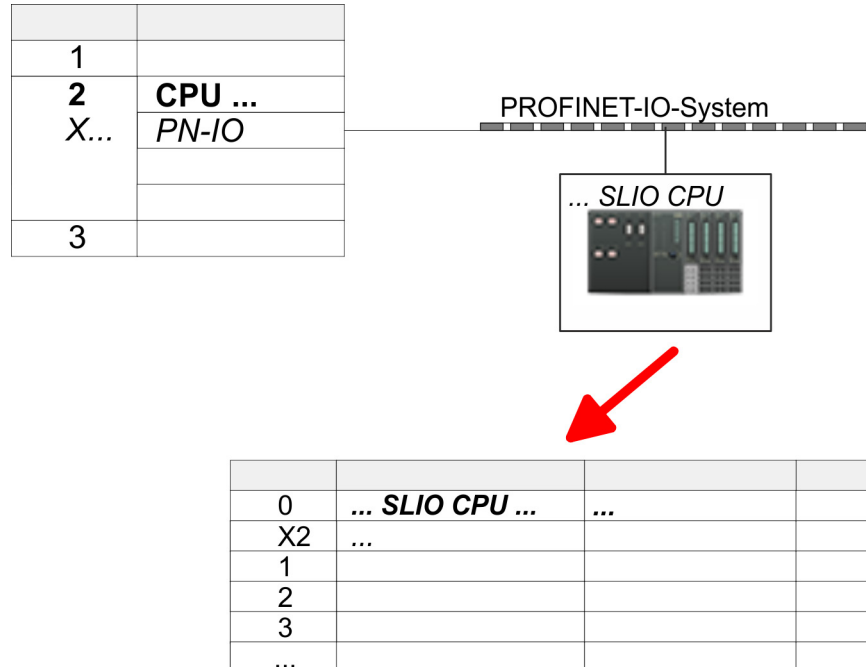 1
2 CPU ...
X... PN-IO
3
PROFINET-IO-System
... SLIO CPU
0 ... SLIO CPU ... ...
X2 ...
1
2
3
...